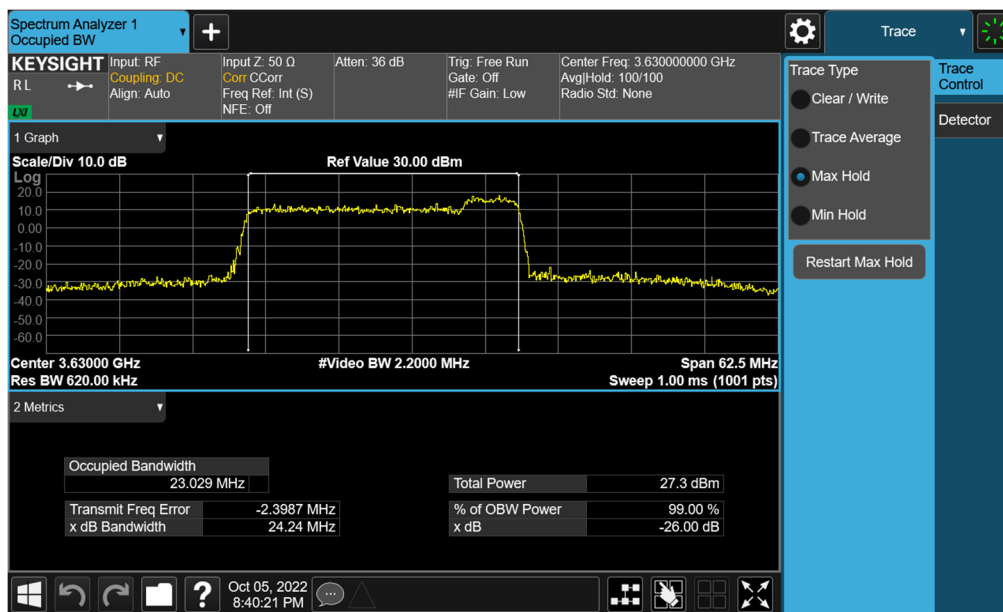 Spectrum Analyzer 1
Occupied BW
+
Trace
KEYSIGHT
R L
LXI
Input: RF
Coupling: DC
Align: Auto
Input Z: 50 Ω
Corr CCorr
Freq Ref: Int (S)
NFE: Off
Atten: 36 dB
Trig: Free Run
Gate: Off
#IF Gain: Low
Center Freq: 3.630000000 GHz
Avg|Hold: 100/100
Radio Std: None
Trace Type
Clear / Write
Trace Average
Max Hold
Min Hold
Restart Max Hold
Trace
Control
Detector
1 Graph
Scale/Div 10.0 dB
Ref Value 30.00 dBm
Log
20.0
10.0
0.00
-10.0
-20.0
-30.0
-40.0
-50.0
-60.0
Center 3.63000 GHz
#Video BW 2.2000 MHz
Span 62.5 MHz
Res BW 620.00 kHz
Sweep 1.00 ms (1001 pts)
2 Metrics
Occupied Bandwidth
23.029 MHz
Total Power 27.3 dBm
Transmit Freq Error -2.3987 MHz
% of OBW Power 99.00 %
x dB Bandwidth 24.24 MHz
x dB -26.00 dB
?
Oct 05, 2022
8:40:21 PM